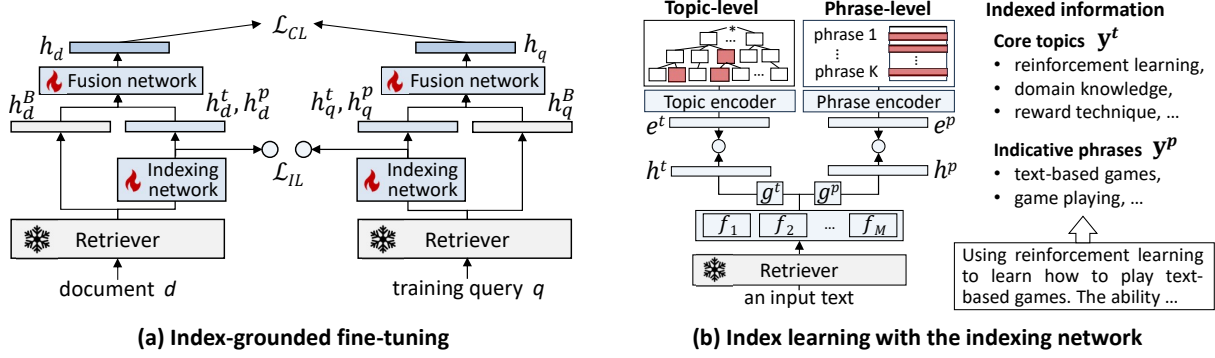 ℒ_CL
h_d
h_q
Fusion network
Fusion network
h_d^B
h_d^t, h_d^p
h_q^t, h_q^p
h_q^B
Indexing
network
ℒ_IL
Indexing
network
Retriever
Retriever
document d
training query q
(a) Index-grounded fine-tuning
Topic-level
Phrase-level
*
...
...
phrase 1
⋮
phrase K
⋮
Topic encoder
Phrase encoder
e^t
e^p
h^t
h^p
g^t
g^p
f_1
f_2
...
f_M
Retriever
an input text
Indexed information
Core topics y^t
• reinforcement learning,
• domain knowledge,
• reward technique, ...
Indicative phrases y^p
• text-based games,
• game playing, ...
Using reinforcement learning
to learn how to play text-
based games. The ability ...
(b) Index learning with the indexing network